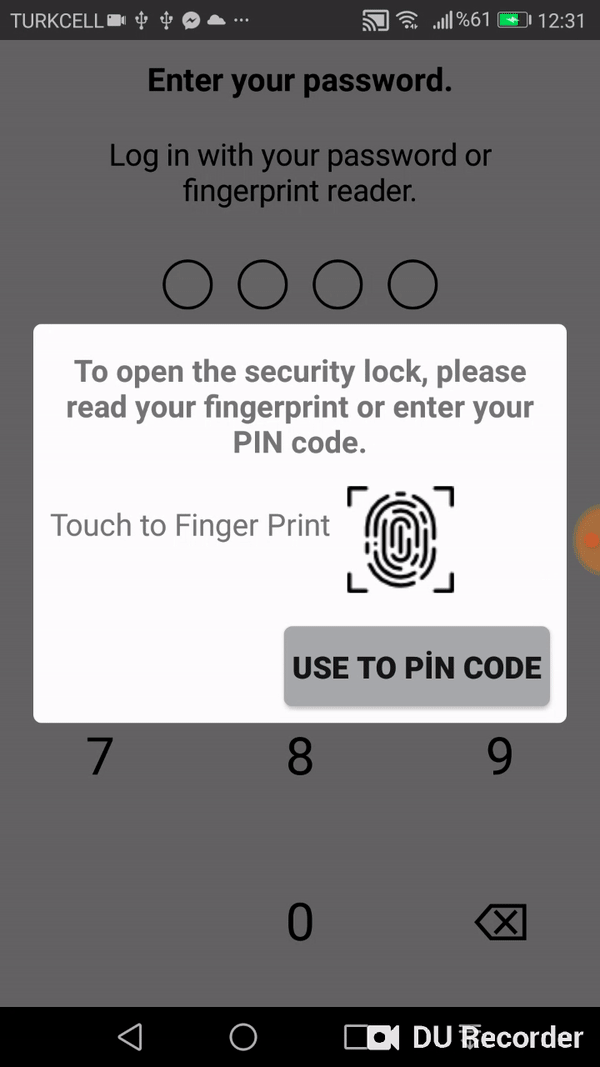 TURKCELL %61 12:31
Enter your password.
Log in with your password or
fingerprint reader.
To open the security lock, please
read your fingerprint or enter your
PIN code.
Touch to Finger Print
USE TO PİN CODE
7 8 9
0
DU Recorder